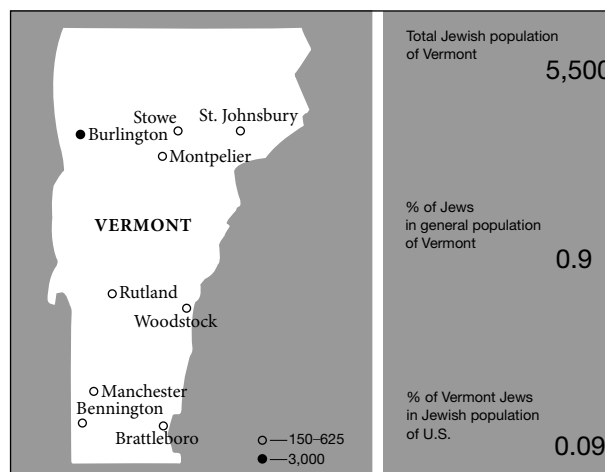 Stowe
St. Johnsbury
Burlington
Montpelier
VERMONT
Rutland
Woodstock
Manchester
Bennington
Brattleboro
—150–625
—3,000
Total Jewish population
of Vermont
5,500
% of Jews
in general population
of Vermont
0.9
% of Vermont Jews
in Jewish population
of U.S.
0.09